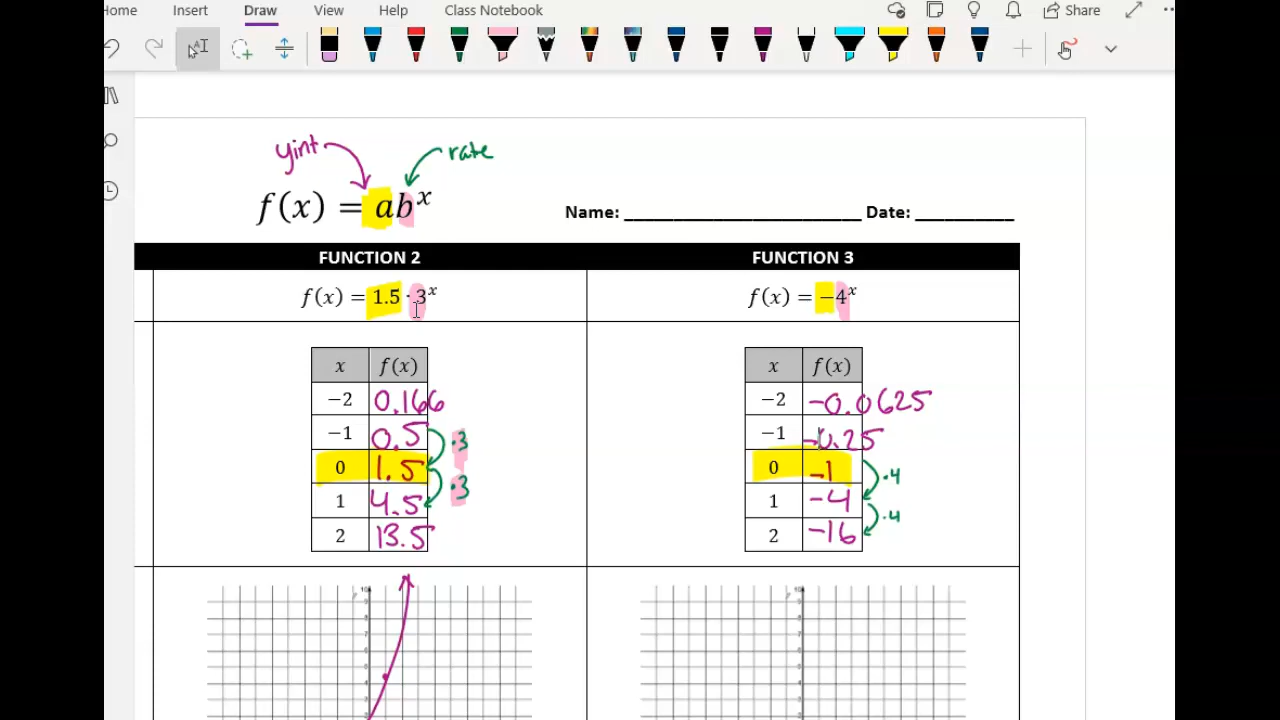 Home Insert Draw View Help Class Notebook Share
yint rate
f(x) = ab^x
Name: ____________________ Date: __________
FUNCTION 2 FUNCTION 3
f(x) = 1.5 · 3^x f(x) = −4^x
x f(x) x f(x)
−2 0.166 −2 −0.0625
−1 0.5 ·3 −1 −0.25
0 1.5 0 −1 ·4
1 4.5 ·3 1 −4 ·4
2 13.5 2 −16